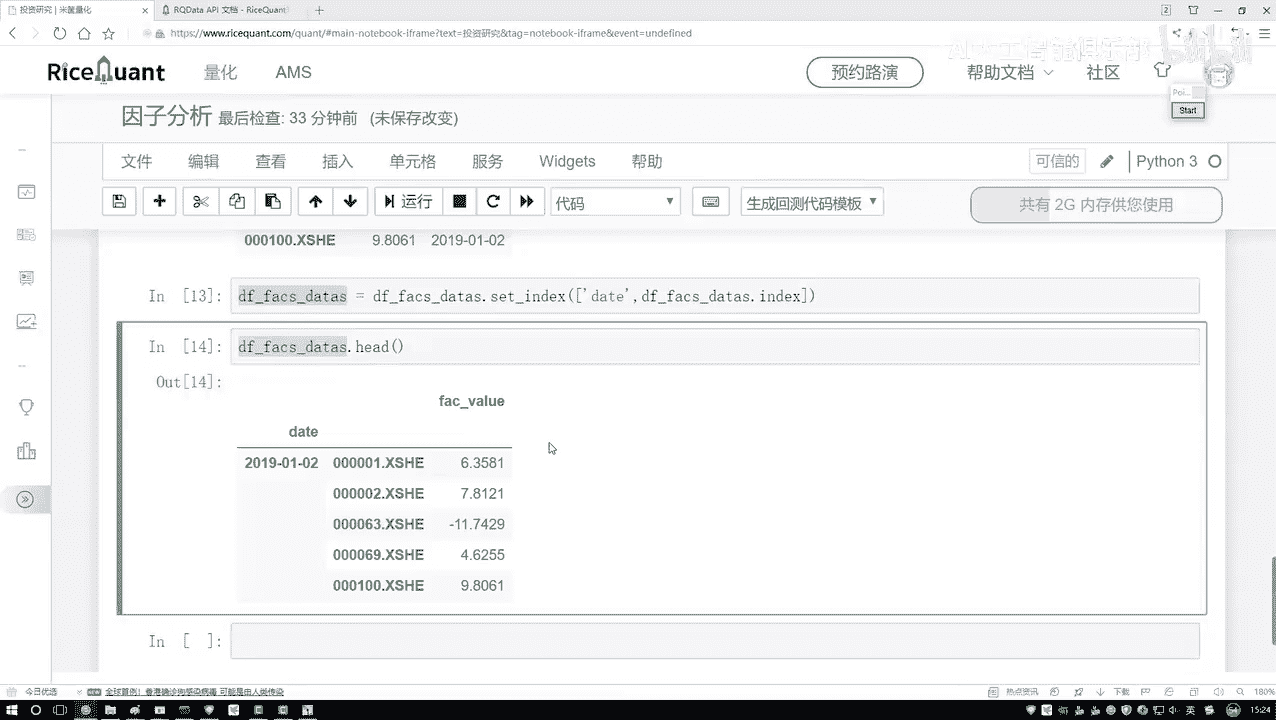 投资研究 | 米筐量化
RQData API 文档 - RiceQuant
https://www.ricequant.com/quant/#main-notebook-iframe?text=投资研究&tag=notebook-iframe&event=undefined
RiceQuant 量化 AMS 预约路演 帮助文档 社区
Start
因子分析 最后检查: 33 分钟前 (未保存改变)
文件 编辑 查看 插入 单元格 服务 Widgets 帮助 可信的 Python 3
运行 代码 生成回测代码模板 共有 2G 内存供您使用
000100.XSHE 9.8061 2019-01-02
In [13]: df_facs_datas = df_facs_datas.set_index(['date',df_facs_datas.index])
In [14]: df_facs_datas.head()
Out[14]:
fac_value
date
2019-01-02 000001.XSHE 6.3581
000002.XSHE 7.8121
000063.XSHE -11.7429
000069.XSHE 4.6255
000100.XSHE 9.8061
In [ ]:
今日优选 全球首例！香港确诊狗感染病毒 可能是由人类传 热点资讯 下载 180%
英 15:24